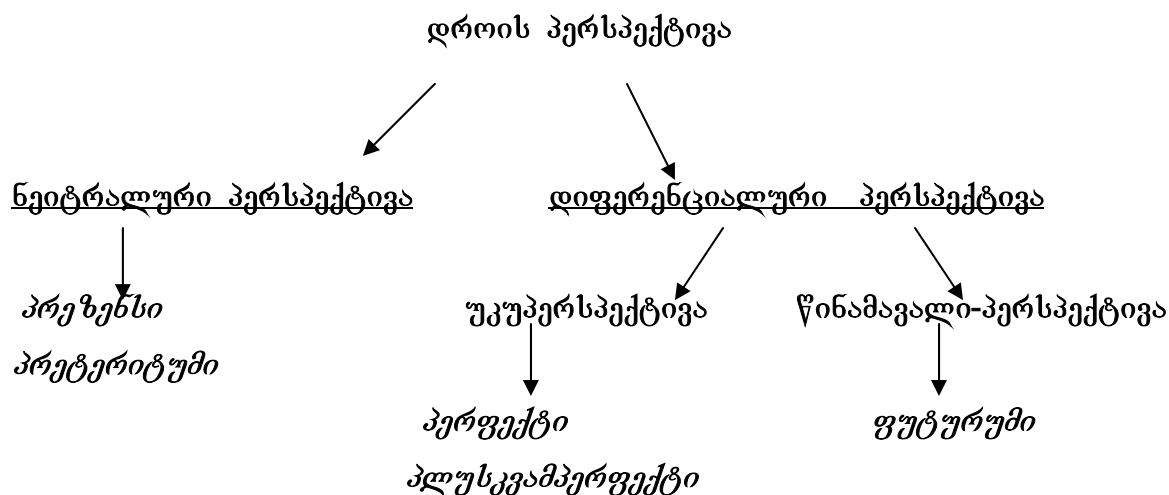 დროის პერსპექტივა
ნეიტრალური პერსპექტივა დიფერენციალური პერსპექტივა
პრეზენსი უკუპერსპექტივა წინამავალი-პერსპექტივა
პრეტერიტუმი
პერფექტი ფუტურუმი
პლუსკვამპერფექტი